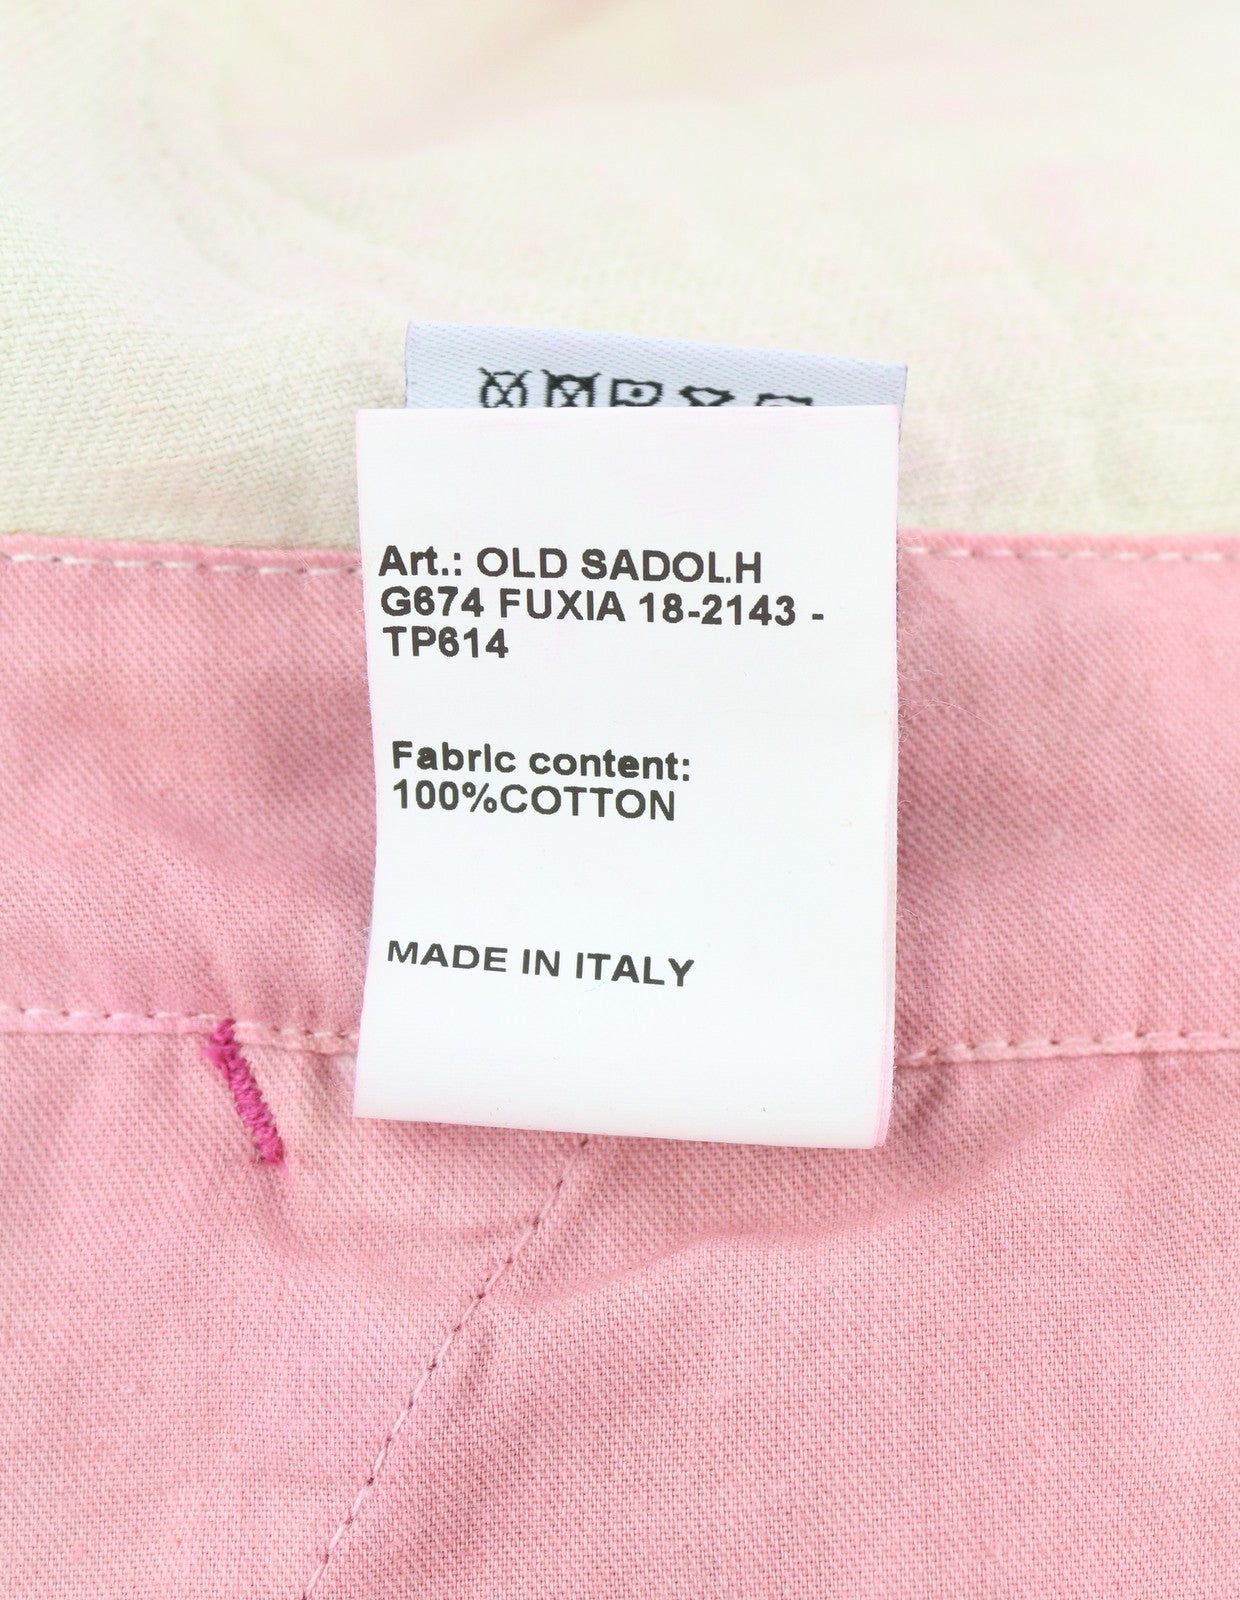 Art.: OLD SADOL.H
G674 FUXIA 18-2143 -
TP614
Fabric content:
100%COTTON
MADE IN ITALY